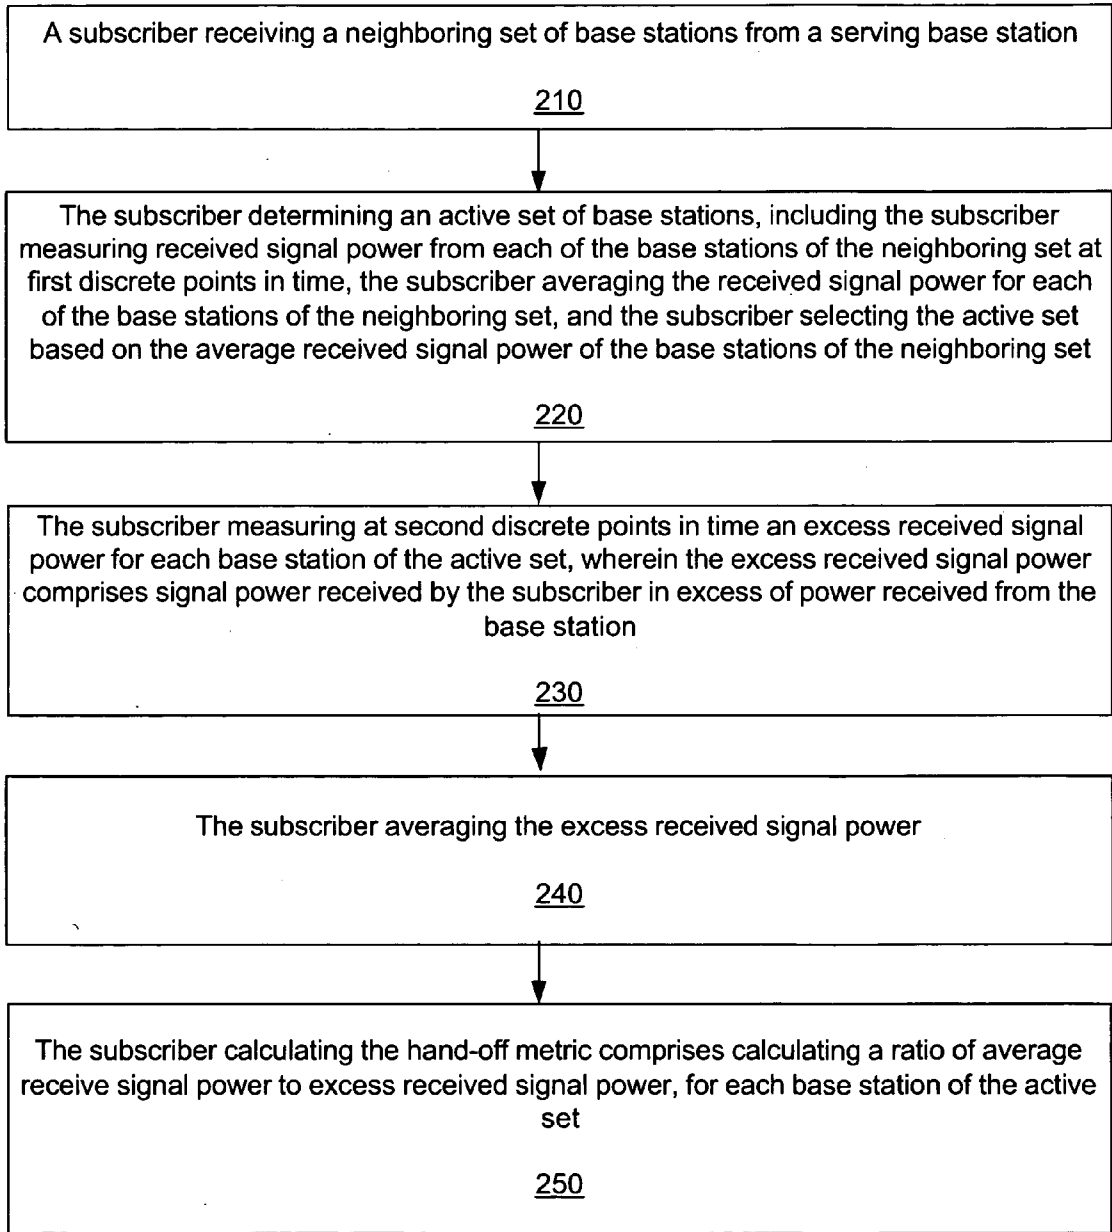 A subscriber receiving a neighboring set of base stations from a serving base station
210
The subscriber determining an active set of base stations, including the subscriber
measuring received signal power from each of the base stations of the neighboring set at
first discrete points in time, the subscriber averaging the received signal power for each
of the base stations of the neighboring set, and the subscriber selecting the active set
based on the average received signal power of the base stations of the neighboring set
220
The subscriber measuring at second discrete points in time an excess received signal
power for each base station of the active set, wherein the excess received signal power
comprises signal power received by the subscriber in excess of power received from the
base station
230
The subscriber averaging the excess received signal power
240
The subscriber calculating the hand-off metric comprises calculating a ratio of average
receive signal power to excess received signal power, for each base station of the active
set
250